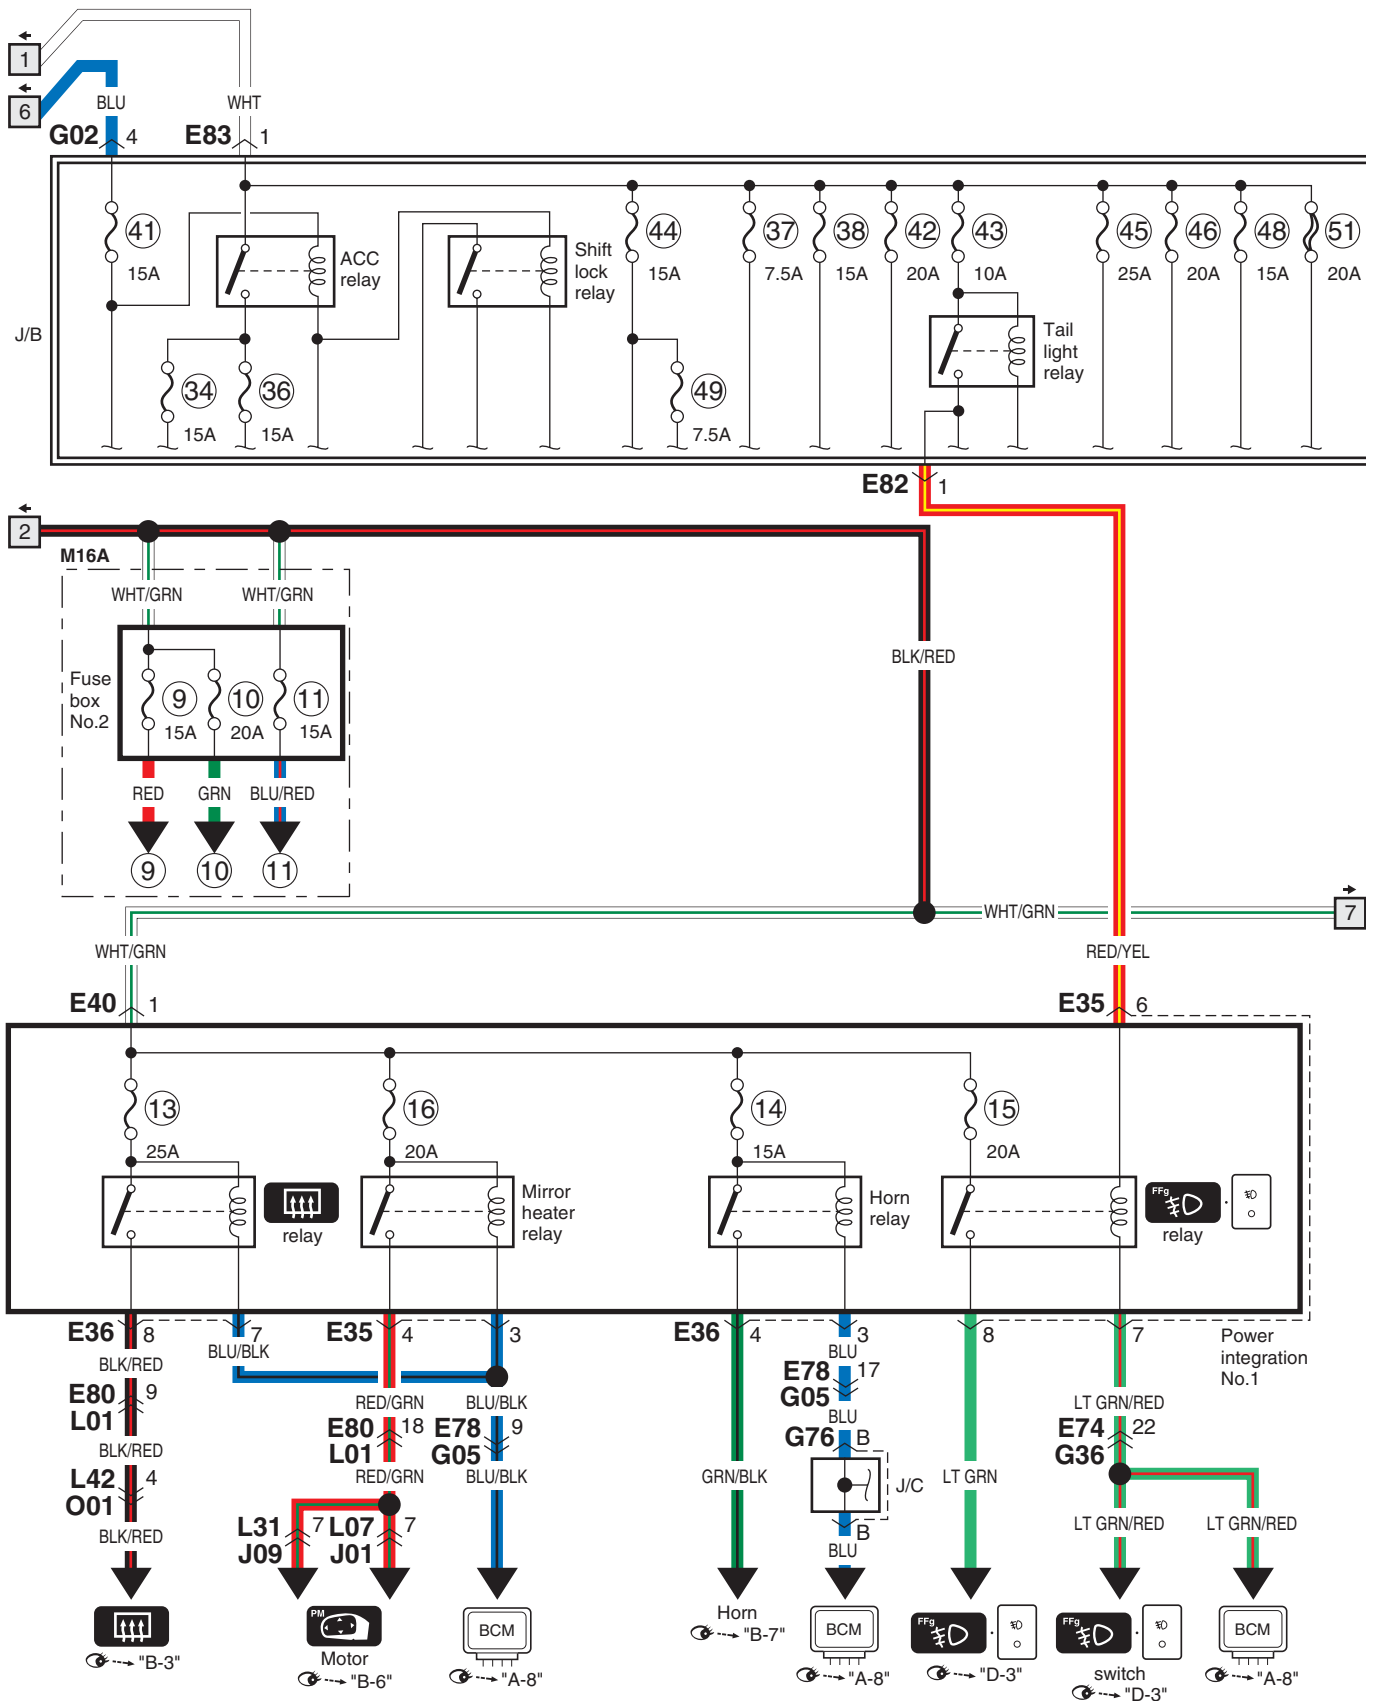 1
6
BLU
WHT
G02 4
E83 1
41
15A
ACC
relay
Shift
lock
relay
44
15A
37
7.5A
38
15A
42
20A
43
10A
45
25A
46
20A
48
15A
51
20A
J/B
34
15A
36
15A
49
7.5A
Tail
light
relay
E82 1
2
M16A
WHT/GRN
WHT/GRN
BLK/RED
Fuse
box
No.2
9
15A
10
20A
11
15A
RED
GRN
BLU/RED
9
10
11
WHT/GRN
7
WHT/GRN
RED/YEL
E40 1
E35 6
13
25A
16
20A
14
15A
15
20A
relay
Mirror
heater
relay
Horn
relay
FFg
relay
E36 8
7
E35 4
3
E36 4
3
8
7
Power
integration
No.1
BLK/RED
BLU/BLK
BLU
E80 9
L01
RED/GRN
BLU/BLK
E78 17
G05
LT GRN/RED
E80 18
L01
E78 9
G05
BLU
E74 22
G36
BLK/RED
G76 B
L42 4
O01
RED/GRN
BLU/BLK
GRN/BLK
J/C
LT GRN
BLK/RED
L31 7
J09
L07 7
J01
B
BLU
LT GRN/RED
LT GRN/RED
"B-3"
PM
Motor
"B-6"
BCM
"A-8"
Horn
"B-7"
BCM
"A-8"
FFg
"D-3"
FFg
switch
"D-3"
BCM
"A-8"